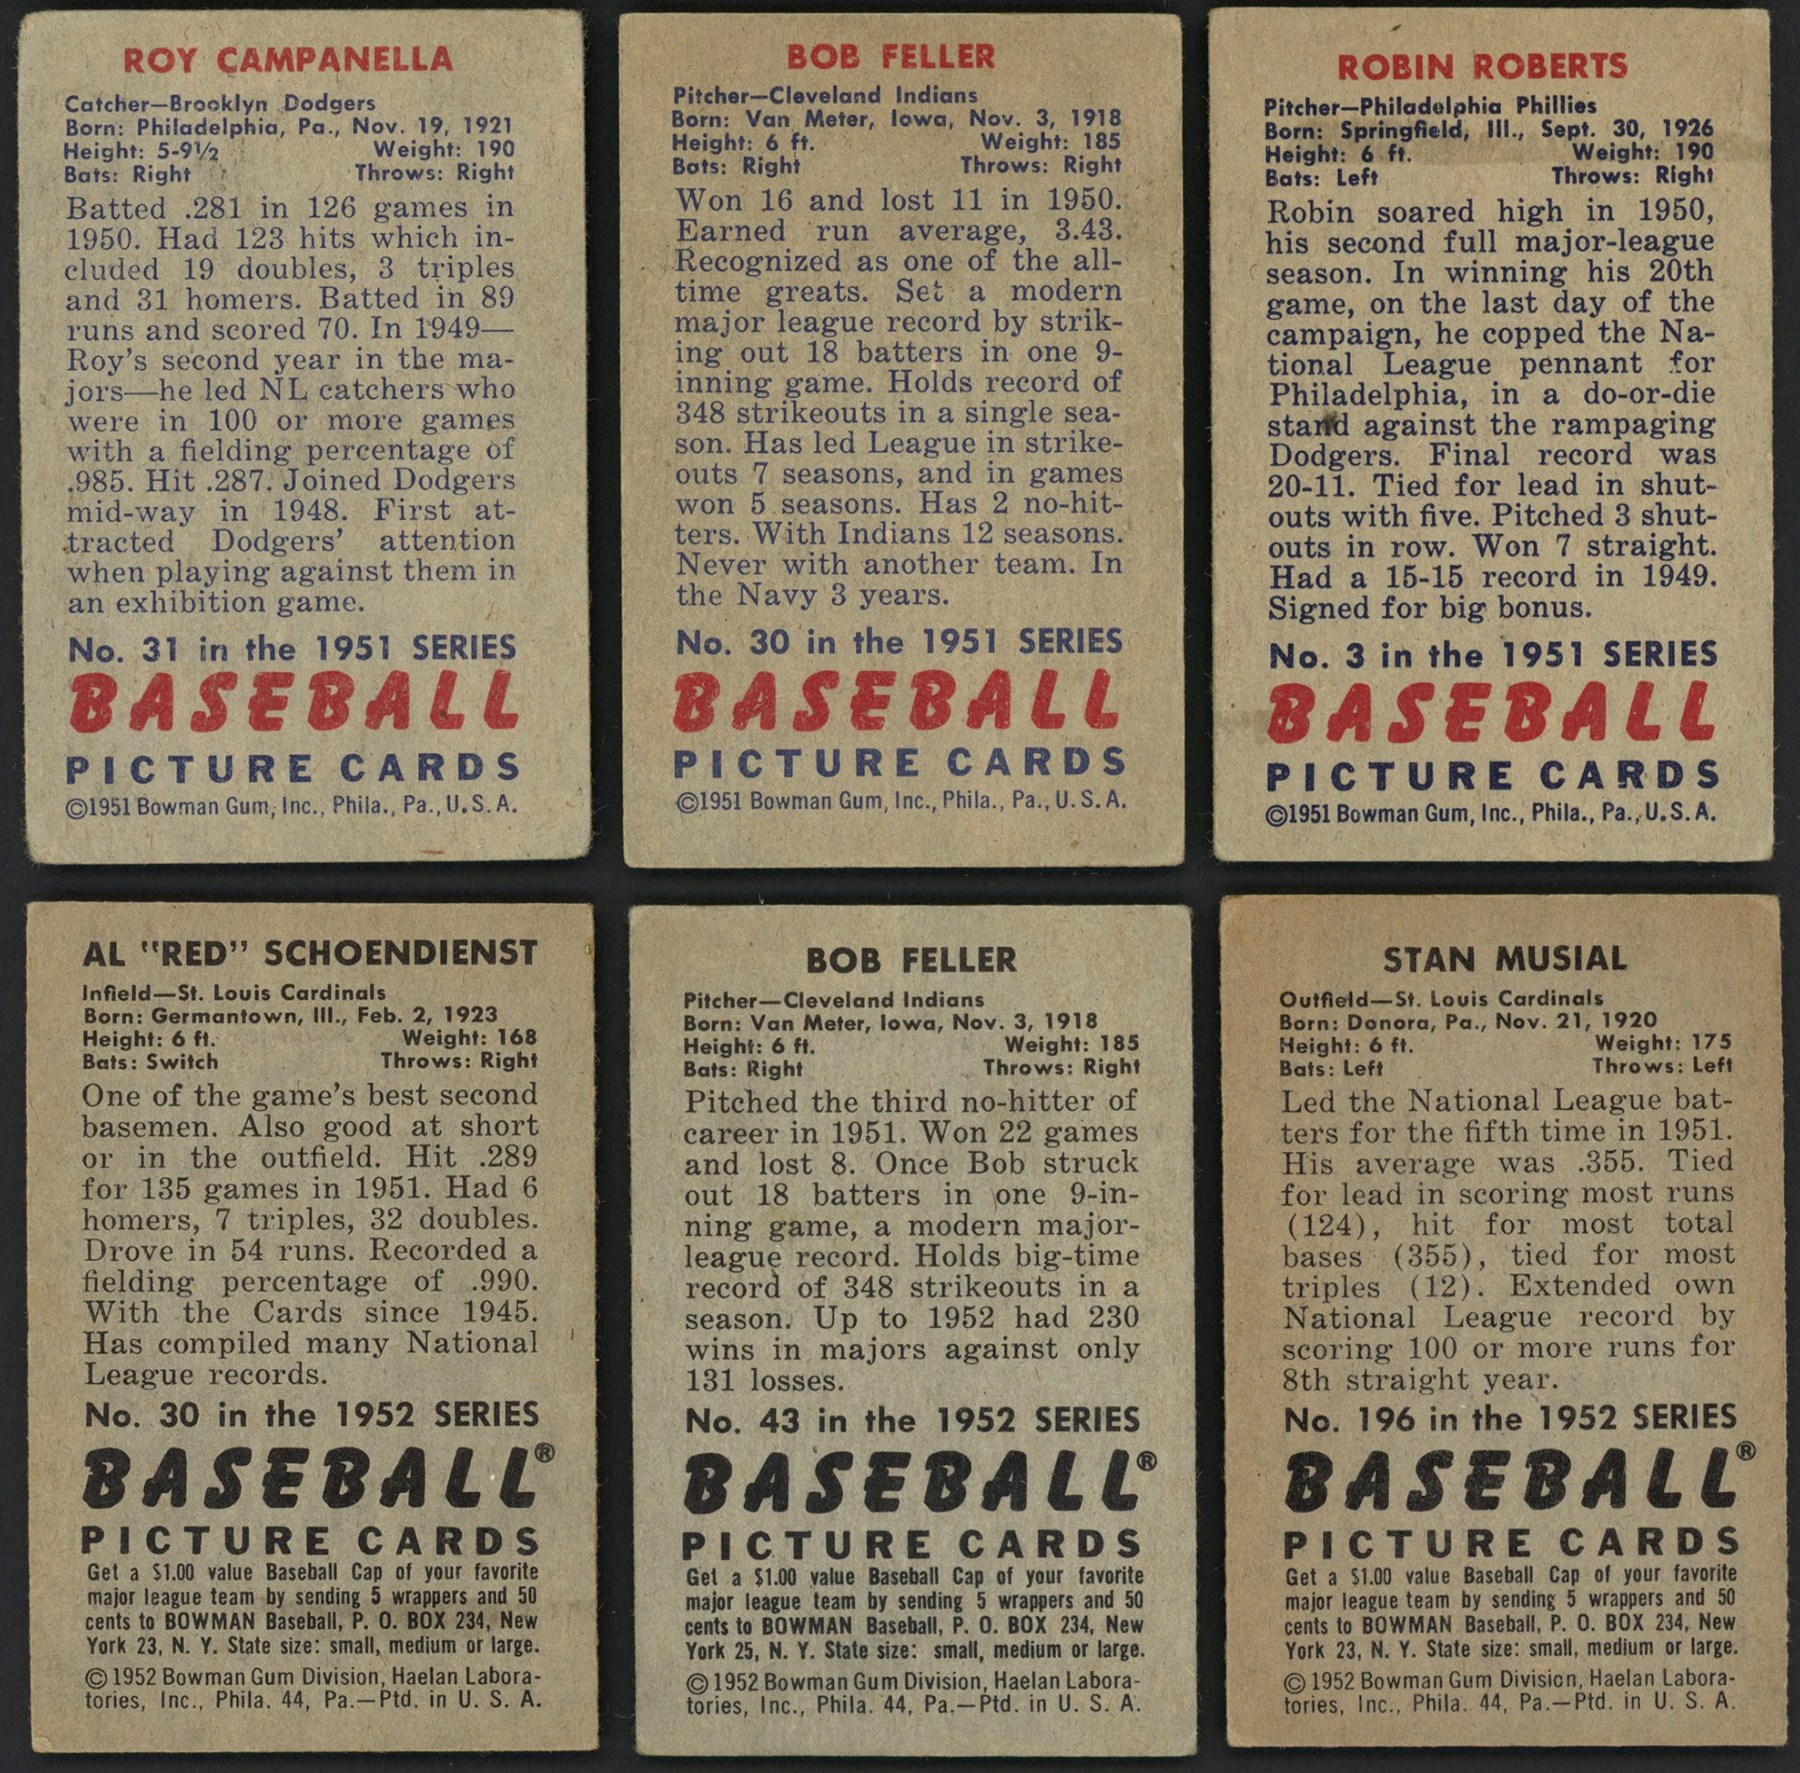 ROY CAMPANELLA
Catcher—Brooklyn Dodgers
Born: Philadelphia, Pa., Nov. 19, 1921
Height: 5-9½ Weight: 190
Bats: Right Throws: Right
Batted .281 in 126 games in
1950. Had 123 hits which in-
cluded 19 doubles, 3 triples
and 31 homers. Batted in 89
runs and scored 70. In 1949—
Roy's second year in the ma-
jors—he led NL catchers who
were in 100 or more games
with a fielding percentage of
.985. Hit .287. Joined Dodgers
mid-way in 1948. First at-
tracted Dodgers' attention
when playing against them in
an exhibition game.
No. 31 in the 1951 SERIES
BASEBALL
PICTURE CARDS
©1951 Bowman Gum, Inc., Phila., Pa., U.S.A.
BOB FELLER
Pitcher—Cleveland Indians
Born: Van Meter, Iowa, Nov. 3, 1918
Height: 6 ft. Weight: 185
Bats: Right Throws: Right
Won 16 and lost 11 in 1950.
Earned run average, 3.43.
Recognized as one of the all-
time greats. Set a modern
major league record by strik-
ing out 18 batters in one 9-
inning game. Holds record of
348 strikeouts in a single sea-
son. Has led League in strike-
outs 7 seasons, and in games
won 5 seasons. Has 2 no-hit-
ters. With Indians 12 seasons.
Never with another team. In
the Navy 3 years.
No. 30 in the 1951 SERIES
BASEBALL
PICTURE CARDS
©1951 Bowman Gum, Inc., Phila., Pa., U.S.A.
ROBIN ROBERTS
Pitcher—Philadelphia Phillies
Born: Springfield, Ill., Sept. 30, 1926
Height: 6 ft. Weight: 190
Bats: Left Throws: Right
Robin soared high in 1950,
his second full major-league
season. In winning his 20th
game, on the last day of the
campaign, he copped the Na-
tional League pennant for
Philadelphia, in a do-or-die
stand against the rampaging
Dodgers. Final record was
20-11. Tied for lead in shut-
outs with five. Pitched 3 shut-
outs in row. Won 7 straight.
Had a 15-15 record in 1949.
Signed for big bonus.
No. 3 in the 1951 SERIES
BASEBALL
PICTURE CARDS
©1951 Bowman Gum, Inc., Phila., Pa., U.S.A.
AL "RED" SCHOENDIENST
Infield—St. Louis Cardinals
Born: Germantown, Ill., Feb. 2, 1923
Height: 6 ft. Weight: 168
Bats: Switch Throws: Right
One of the game's best second
basemen. Also good at short
or in the outfield. Hit .289
for 135 games in 1951. Had 6
homers, 7 triples, 32 doubles.
Drove in 54 runs. Recorded a
fielding percentage of .990.
With the Cards since 1945.
Has compiled many National
League records.
No. 30 in the 1952 SERIES
BASEBALL®
PICTURE CARDS
Get a $1.00 value Baseball Cap of your favorite
major league team by sending 5 wrappers and 50
cents to BOWMAN Baseball, P. O. BOX 234, New
York 23, N. Y. State size: small, medium or large.
©1952 Bowman Gum Division, Haelan Labora-
tories, Inc., Phila. 44, Pa.—Ptd. in U. S. A.
BOB FELLER
Pitcher—Cleveland Indians
Born: Van Meter, Iowa, Nov. 3, 1918
Height: 6 ft. Weight: 185
Bats: Right Throws: Right
Pitched the third no-hitter of
career in 1951. Won 22 games
and lost 8. Once Bob struck
out 18 batters in one 9-in-
ning game, a modern major-
league record. Holds big-time
record of 348 strikeouts in a
season. Up to 1952 had 230
wins in majors against only
131 losses.
No. 43 in the 1952 SERIES
BASEBALL®
PICTURE CARDS
Get a $1.00 value Baseball Cap of your favorite
major league team by sending 5 wrappers and 50
cents to BOWMAN Baseball, P. O. BOX 234, New
York 25, N. Y. State size: small, medium or large.
©1952 Bowman Gum Division, Haelan Labora-
tories, Inc., Phila. 44, Pa.—Ptd. in U. S. A.
STAN MUSIAL
Outfield—St. Louis Cardinals
Born: Donora, Pa., Nov. 21, 1920
Height: 6 ft. Weight: 175
Bats: Left Throws: Left
Led the National League bat-
ters for the fifth time in 1951.
His average was .355. Tied
for lead in scoring most runs
(124), hit for most total
bases (355), tied for most
triples (12). Extended own
National League record by
scoring 100 or more runs for
8th straight year.
No. 196 in the 1952 SERIES
BASEBALL®
PICTURE CARDS
Get a $1.00 value Baseball Cap of your favorite
major league team by sending 5 wrappers and 50
cents to BOWMAN Baseball, P. O. BOX 234, New
York 23, N. Y. State size: small, medium or large.
©1952 Bowman Gum Division, Haelan Labora-
tories, Inc., Phila. 44, Pa.—Ptd. in U. S. A.